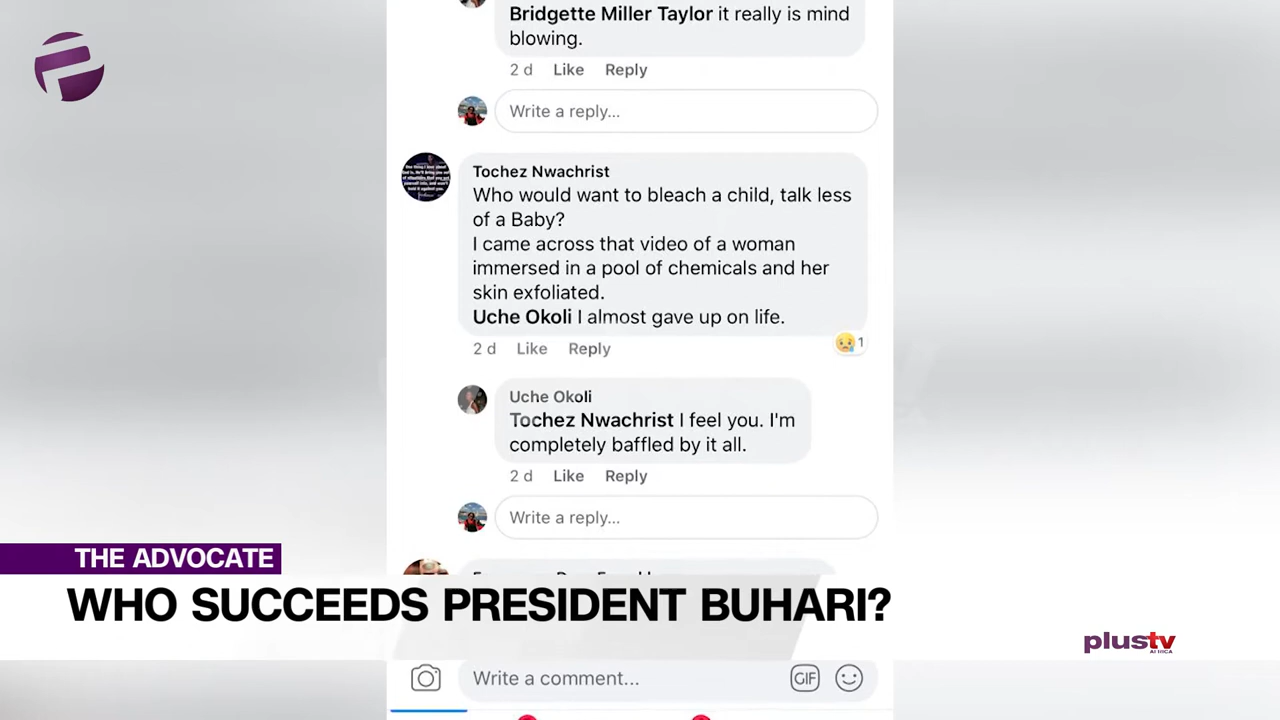 Bridgette Miller Taylor it really is mind
blowing.
2 d Like Reply
Write a reply...
Tochez Nwachrist
Who would want to bleach a child, talk less
of a Baby?
I came across that video of a woman
immersed in a pool of chemicals and her
skin exfoliated.
Uche Okoli I almost gave up on life.
1
2 d Like Reply
Uche Okoli
Tochez Nwachrist I feel you. I'm
completely baffled by it all.
2 d Like Reply
Write a reply...
THE ADVOCATE
WHO SUCCEEDS PRESIDENT BUHARI?
plustv
AFRICA
Write a comment...
GIF